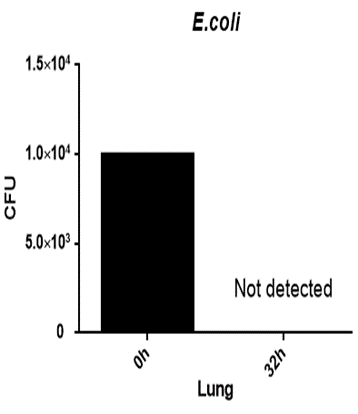 E.coli
1.5×10⁴
1.0×10⁴
5.0×10³
0
CFU
Not detected
0h
32h
Lung